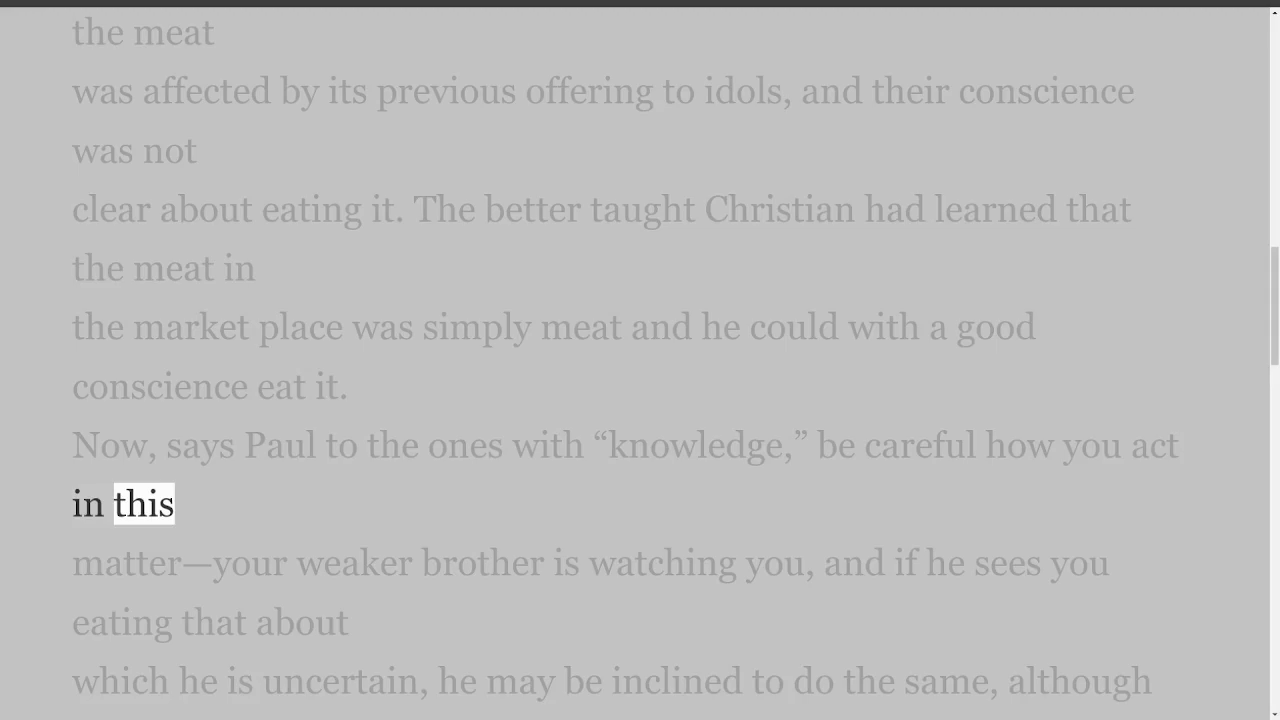 the meat
was affected by its previous offering to idols, and their conscience
was not
clear about eating it. The better taught Christian had learned that
the meat in
the market place was simply meat and he could with a good
conscience eat it.
Now, says Paul to the ones with “knowledge,” be careful how you act
in this
matter—your weaker brother is watching you, and if he sees you
eating that about
which he is uncertain, he may be inclined to do the same, although